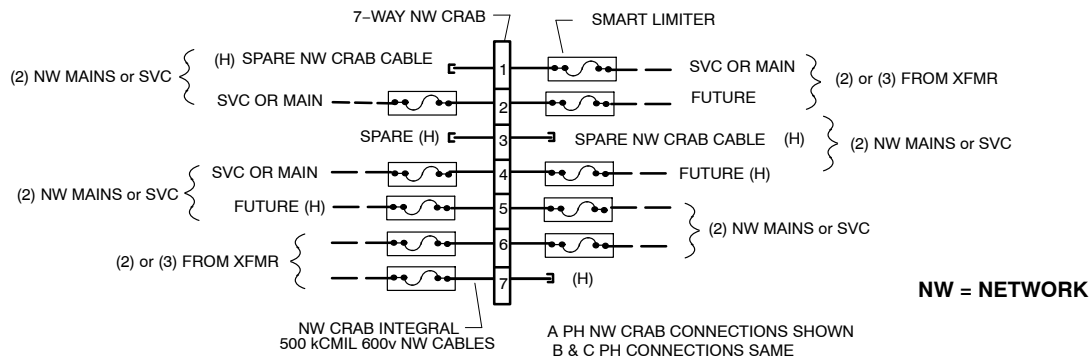 7-WAY NW CRAB
SMART LIMITER
(H) SPARE NW CRAB CABLE
(2) NW MAINS or SVC
1
SVC OR MAIN
(2) or (3) FROM XFMR
SVC OR MAIN
2
FUTURE
SPARE (H)
3
SPARE NW CRAB CABLE (H)
(2) NW MAINS or SVC
SVC OR MAIN
4
FUTURE (H)
(2) NW MAINS or SVC
FUTURE (H)
5
(2) NW MAINS or SVC
6
(2) or (3) FROM XFMR
7
(H)
NW = NETWORK
NW CRAB INTEGRAL
500 kCMIL 600v NW CABLES
A PH NW CRAB CONNECTIONS SHOWN
B & C PH CONNECTIONS SAME